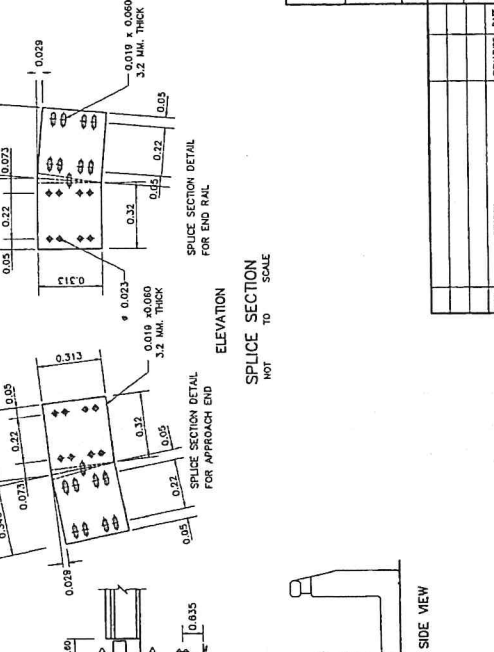 0.029
0.019 x 0.060
3.2 MM. THICK
0.05
0.22
0.073
0.05
0.22
0.05
0.32
0.313
SPLICE SECTION DETAIL
FOR END RAIL
ø 0.023
0.019 x0.060
3.2 MM. THICK
0.313
0.05
0.22
0.073
0.32
0.05
0.22
0.05
0.029
SPLICE SECTION DETAIL
FOR APPROACH END
ELEVATION
SPLICE SECTION
NOT TO SCALE
0.635
SIDE VIEW